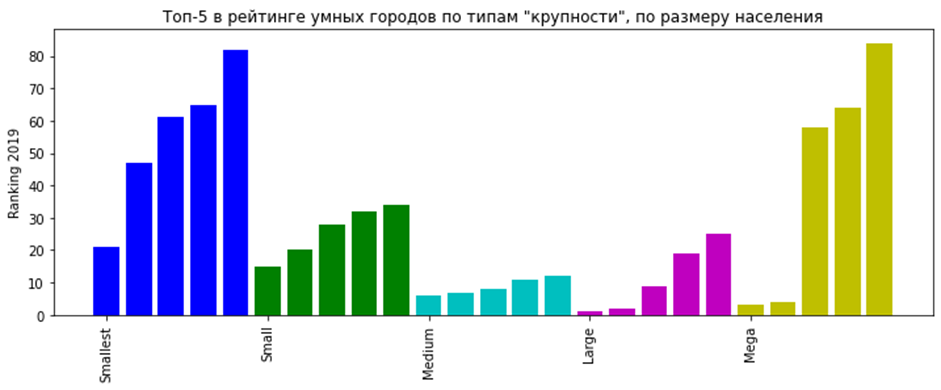 Топ-5 в рейтинге умных городов по типам "крупности", по размеру населения
Ranking 2019
80
70
60
50
40
30
20
10
0
Smallest
Small
Medium
Large
Mega